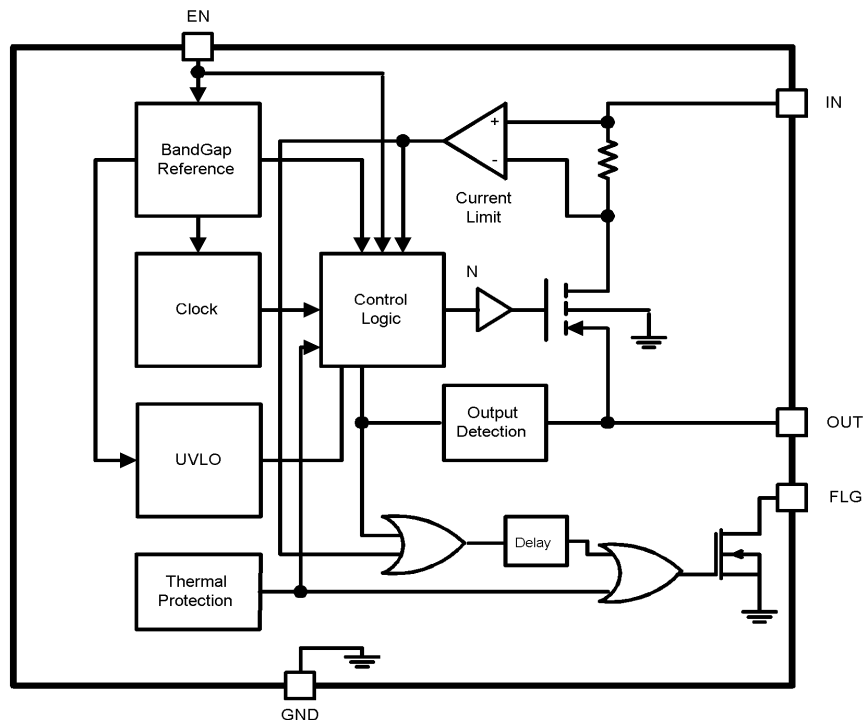 EN
IN
BandGap
Reference
+
-
Current
Limit
Clock
Control
Logic
N
Output
Detection
OUT
UVLO
FLG
Delay
Thermal
Protection
GND